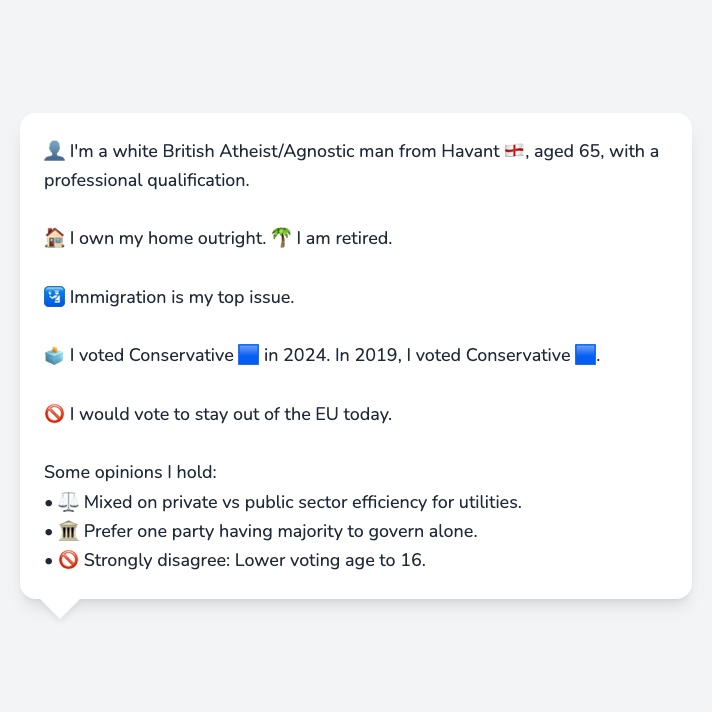 👤 I'm a white British Atheist/Agnostic man from Havant 🏴󠁧󠁢󠁥󠁮󠁧󠁿, aged 65, with a
professional qualification.
🏠 I own my home outright. 🌴 I am retired.
🛂 Immigration is my top issue.
🗳️ I voted Conservative 🟦 in 2024. In 2019, I voted Conservative 🟦.
🚫 I would vote to stay out of the EU today.
Some opinions I hold:
• ⚖️ Mixed on private vs public sector efficiency for utilities.
• 🏛️ Prefer one party having majority to govern alone.
• 🚫 Strongly disagree: Lower voting age to 16.